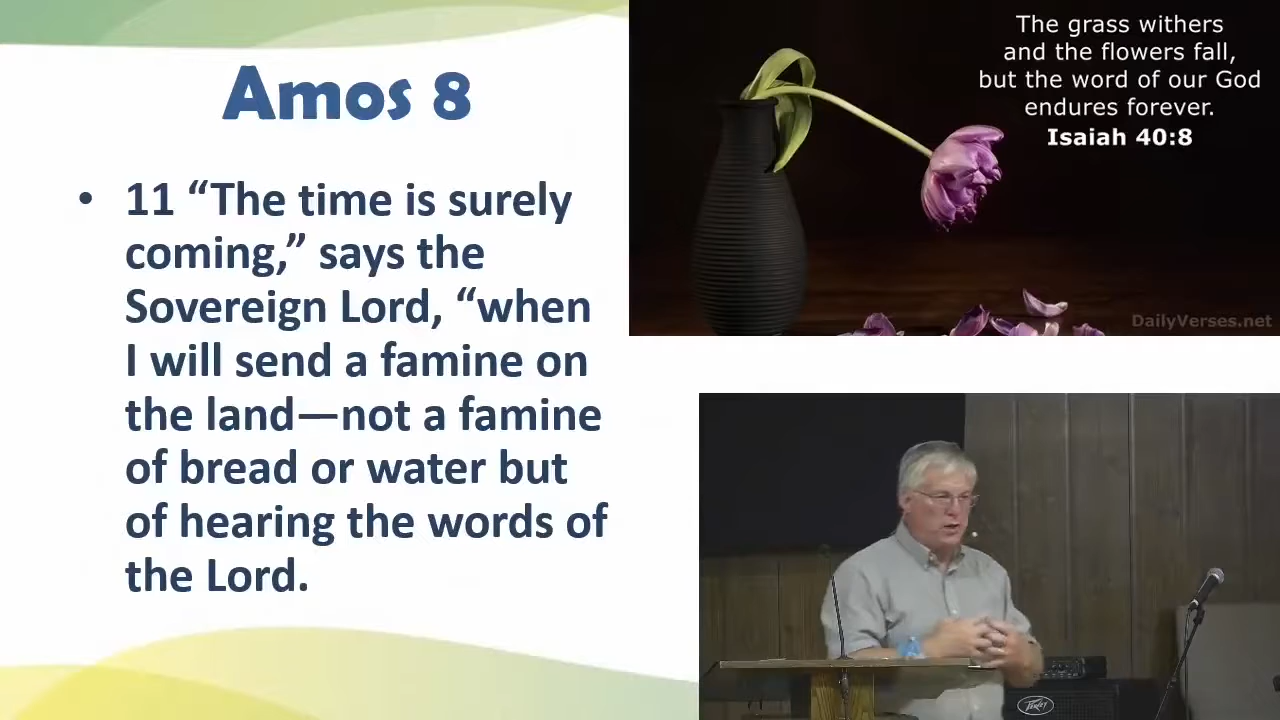 Amos 8
• 11 “The time is surely
coming,” says the
Sovereign Lord, “when
I will send a famine on
the land—not a famine
of bread or water but
of hearing the words of
the Lord.
The grass withers
and the flowers fall,
but the word of our God
endures forever.
Isaiah 40:8
DailyVerses.net
PEAVEY